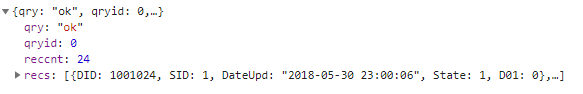 ▼{qry: "ok", qryid: 0,…}
qry: "ok"
qryid: 0
reccnt: 24
▶recs: [{DID: 1001024, SID: 1, DateUpd: "2018-05-30 23:00:06", State: 1, D01: 0},…]